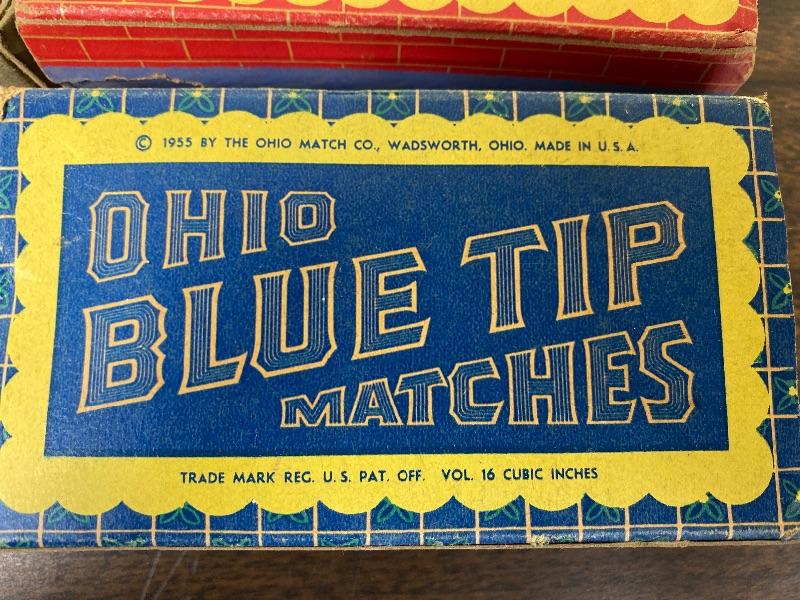 © 1955 BY THE OHIO MATCH CO., WADSWORTH, OHIO. MADE IN U.S.A.
OHIO
BLUE TIP
MATCHES
TRADE MARK REG. U.S. PAT. OFF. VOL. 16 CUBIC INCHES